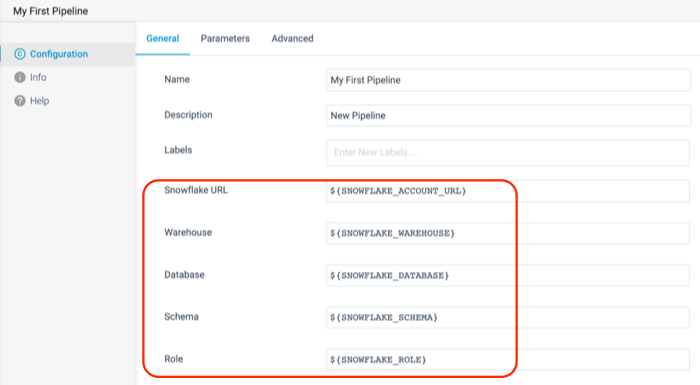 My First Pipeline
General Parameters Advanced
Configuration
Info
Help
Name My First Pipeline
Description New Pipeline
Labels Enter New Labels ...
Snowflake URL ${SNOWFLAKE_ACCOUNT_URL}
Warehouse ${SNOWFLAKE_WAREHOUSE}
Database ${SNOWFLAKE_DATABASE}
Schema ${SNOWFLAKE_SCHEMA}
Role ${SNOWFLAKE_ROLE}